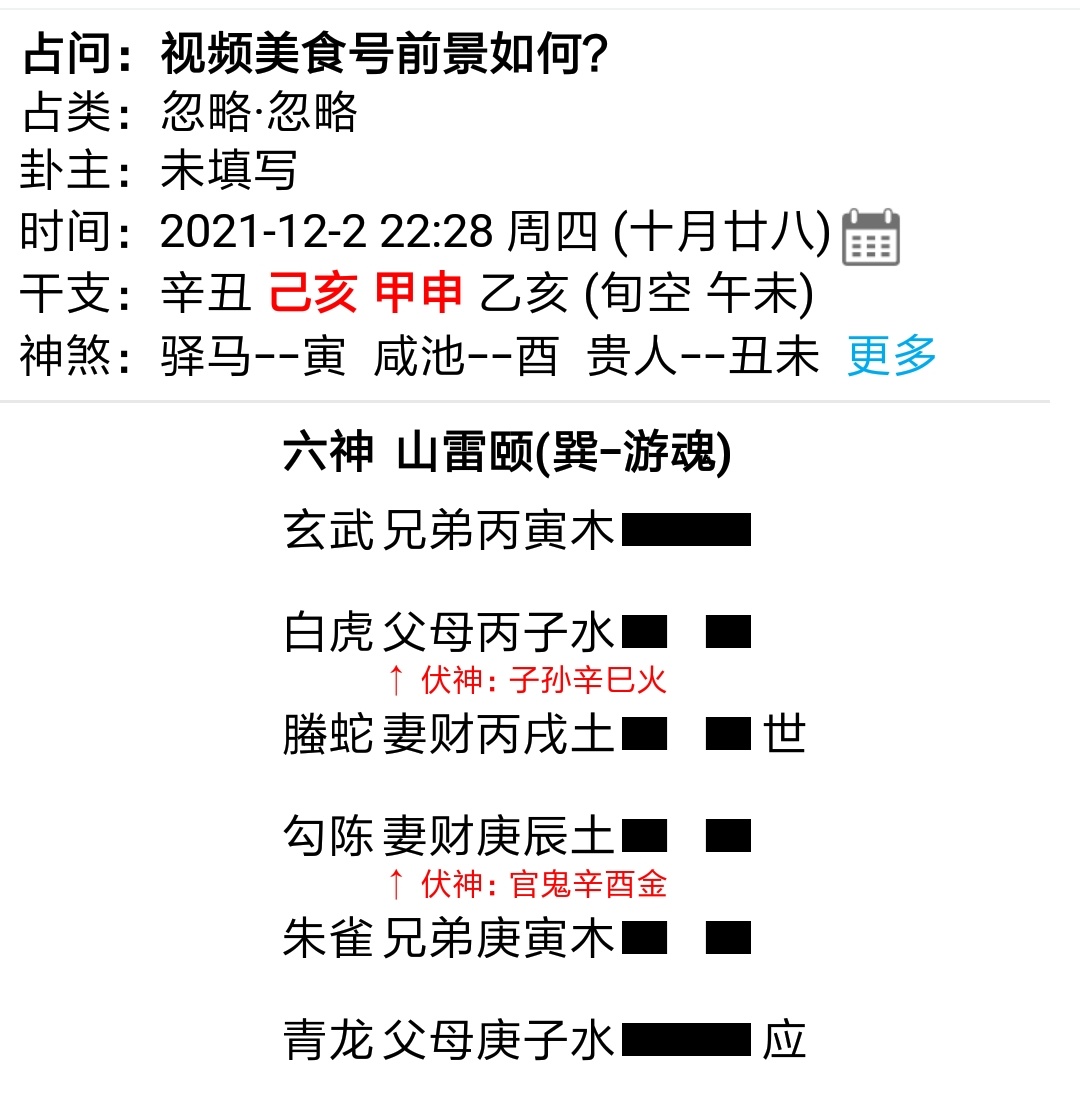 占问：视频美食号前景如何？
占类：忽略·忽略
卦主：未填写
时间：2021-12-2 22:28 周四 (十月廿八)
干支：辛丑 己亥 甲申 乙亥 (旬空 午未)
神煞：驿马--寅 咸池--酉 贵人--丑未 更多
六神 山雷颐(巽-游魂)
玄武 兄弟丙寅木
白虎 父母丙子水
↑ 伏神：子孙辛巳火
螣蛇 妻财丙戌土 世
勾陈 妻财庚辰土
↑ 伏神：官鬼辛酉金
朱雀 兄弟庚寅木
青龙 父母庚子水 应